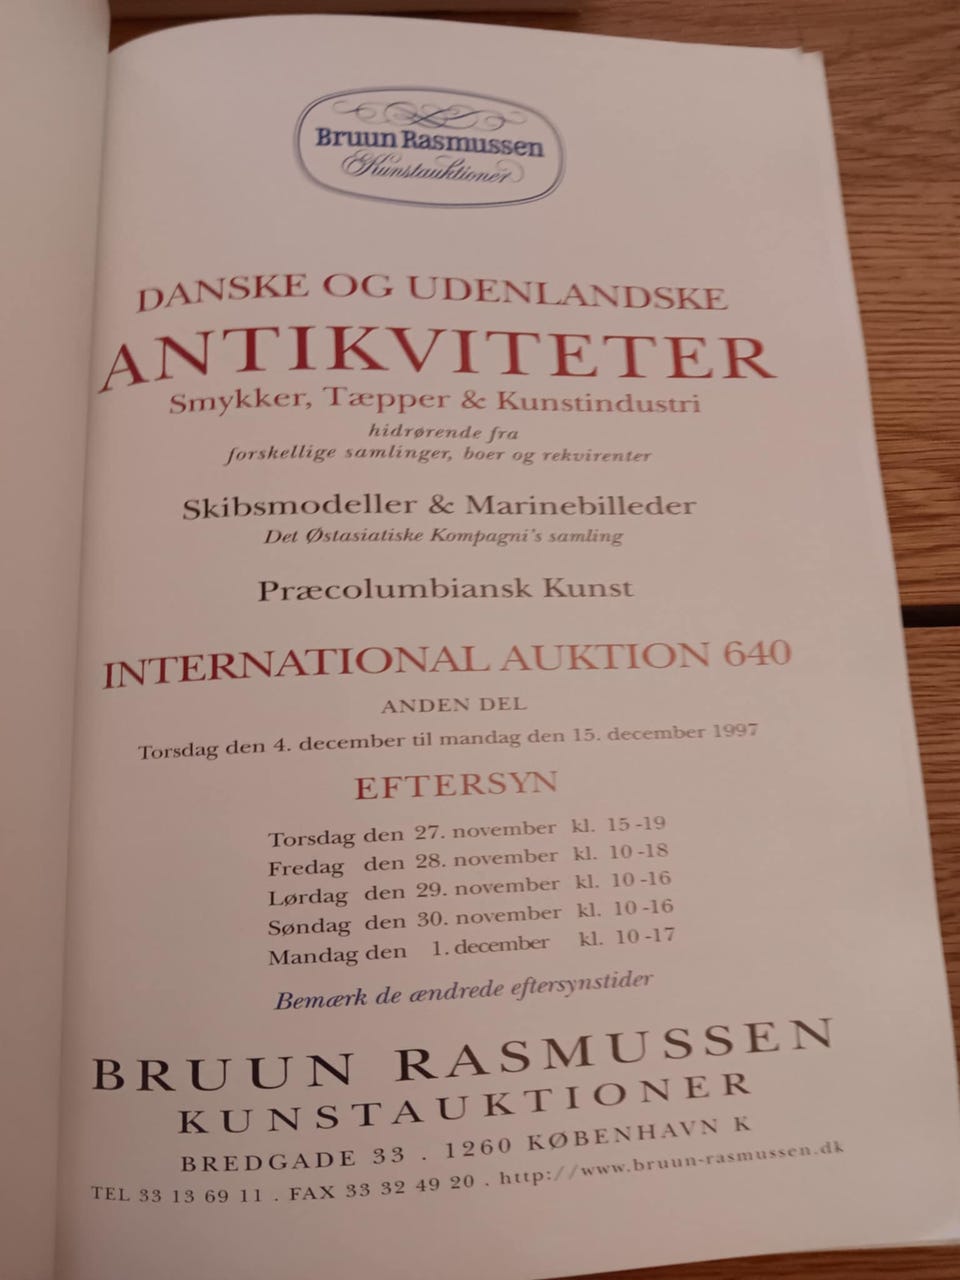 Bruun Rasmussen
Kunstauktioner
DANSKE OG UDENLANDSKE
ANTIKVITETER
Smykker, Tæpper & Kunstindustri
hidrørende fra
forskellige samlinger, boer og rekvirenter
Skibsmodeller & Marinebilleder
Det Østasiatiske Kompagni's samling
Præcolumbiansk Kunst
INTERNATIONAL AUKTION 640
ANDEN DEL
Torsdag den 4. december til mandag den 15. december 1997
EFTERSYN
Torsdag den 27. november kl. 15-19
Fredag den 28. november kl. 10-18
Lørdag den 29. november kl. 10-16
Søndag den 30. november kl. 10-16
Mandag den 1. december kl. 10-17
Bemærk de ændrede eftersynstider
BRUUN RASMUSSEN
KUNSTAUKTIONER
BREDGADE 33 . 1260 KØBENHAVN K
TEL 33 13 69 11 . FAX 33 32 49 20 . http://www.bruun-rasmussen.dk